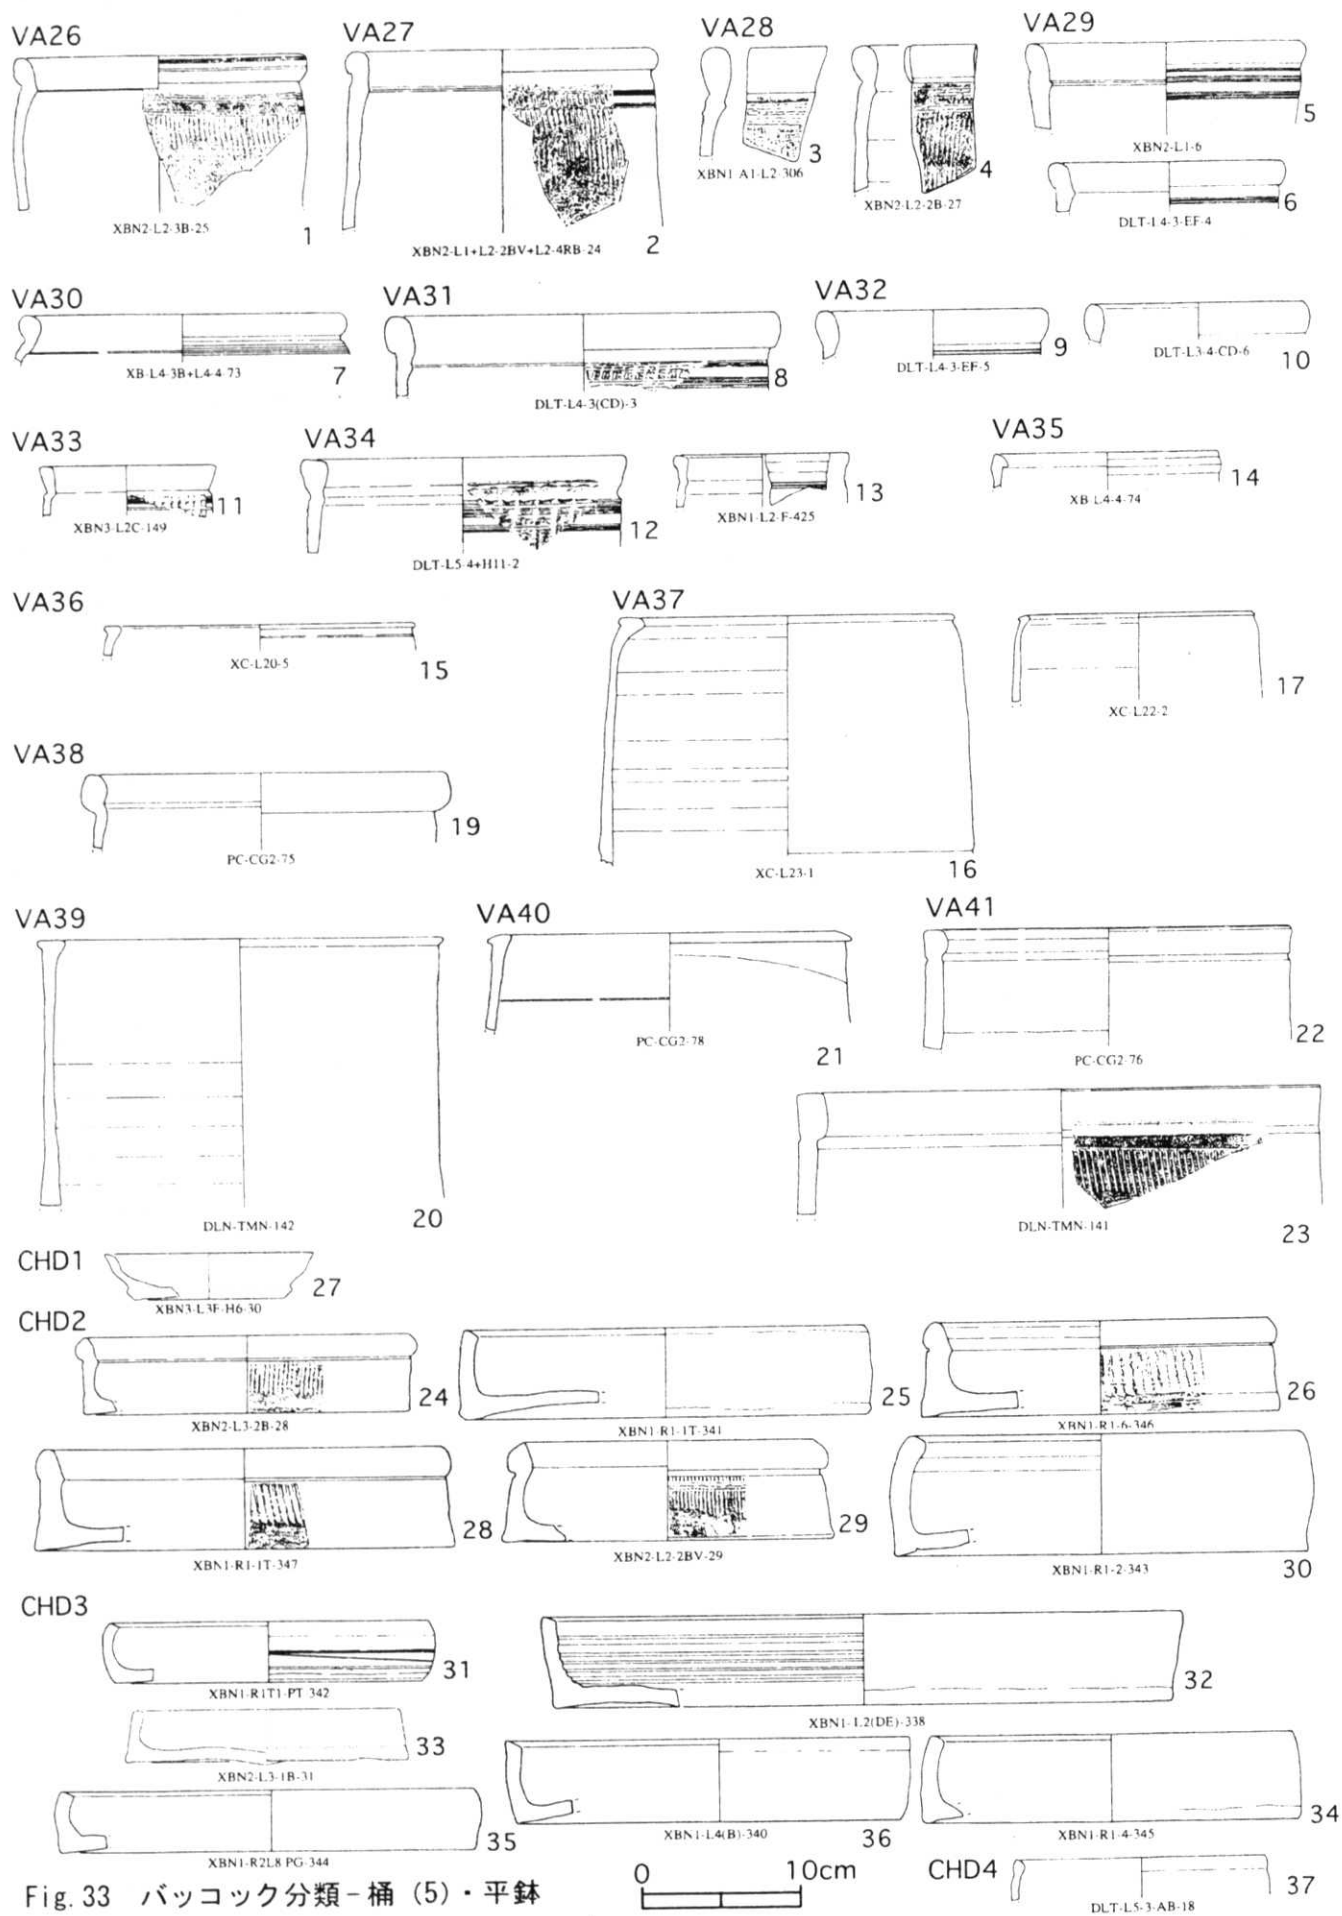 VA26
VA27
VA28
VA29
XBN2-L2-3B-25
1
XBN2-L1+L2-2BV+L2-4RB-24
2
XBN1 A1-L2-306
3
XBN2-L2-2B-27
4
XBN2-L1-6
5
DLT-L4-3-EF-4
6
VA30
VA31
VA32
XB-L4-3B+L4-4-73
7
DLT-L4-3(CD)-3
8
DLT-L4-3-EF-5
9
DLT-L3-4-CD-6
10
VA33
VA34
VA35
XBN3-L2C-149
11
DLT-L5-4+H11-2
12
XBN1-L2-F-425
13
XB-L4-4-74
14
VA36
VA37
XC-L20-5
15
XC-L23-1
16
XC-L22-2
17
VA38
PC-CG2-75
19
VA39
VA40
VA41
DLN-TMN-142
20
PC-CG2-78
21
PC-CG2-76
22
DLN-TMN-141
23
CHD1
XBN3-L3F-H6-30
27
CHD2
XBN2-L3-2B-28
24
XBN1-R1-1T-341
25
XBN1-R1-6-346
26
XBN1-R1-1T-347
28
XBN2-L2-2BV-29
29
XBN1-R1-2-343
30
CHD3
XBN1-R1T1-PT 342
31
XBN1-L2(DE)-338
32
XBN2-L3-1B-31
33
XBN1-R2L8 PG-344
35
XBN1-L4(B)-340
36
XBN1-R1-4-345
34
CHD4
DLT-L5-3-AB-18
37
0 10cm
Fig. 33 バッコック分類-桶 (5)・平鉢